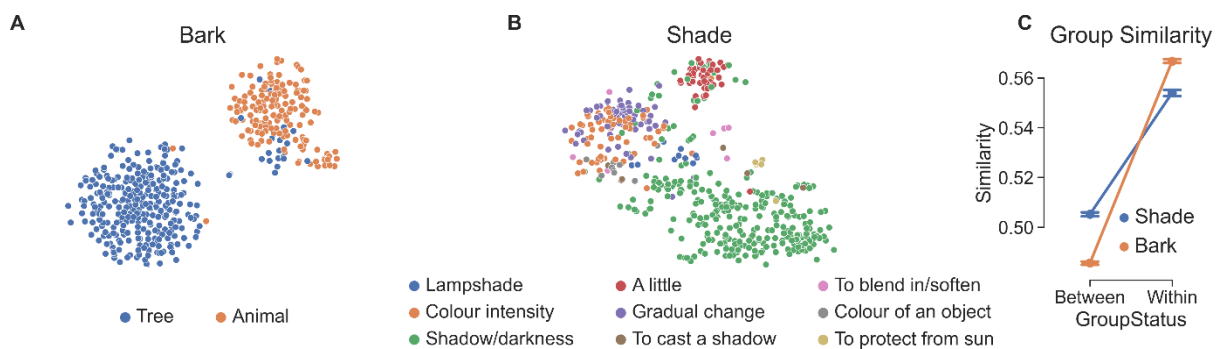 A
Bark
Tree
Animal
B
Shade
Lampshade
A little
To blend in/soften
Colour intensity
Gradual change
Colour of an object
Shadow/darkness
To cast a shadow
To protect from sun
C
Group Similarity
Similarity
0.56
0.54
0.52
0.50
Shade
Bark
Between
Within
GroupStatus